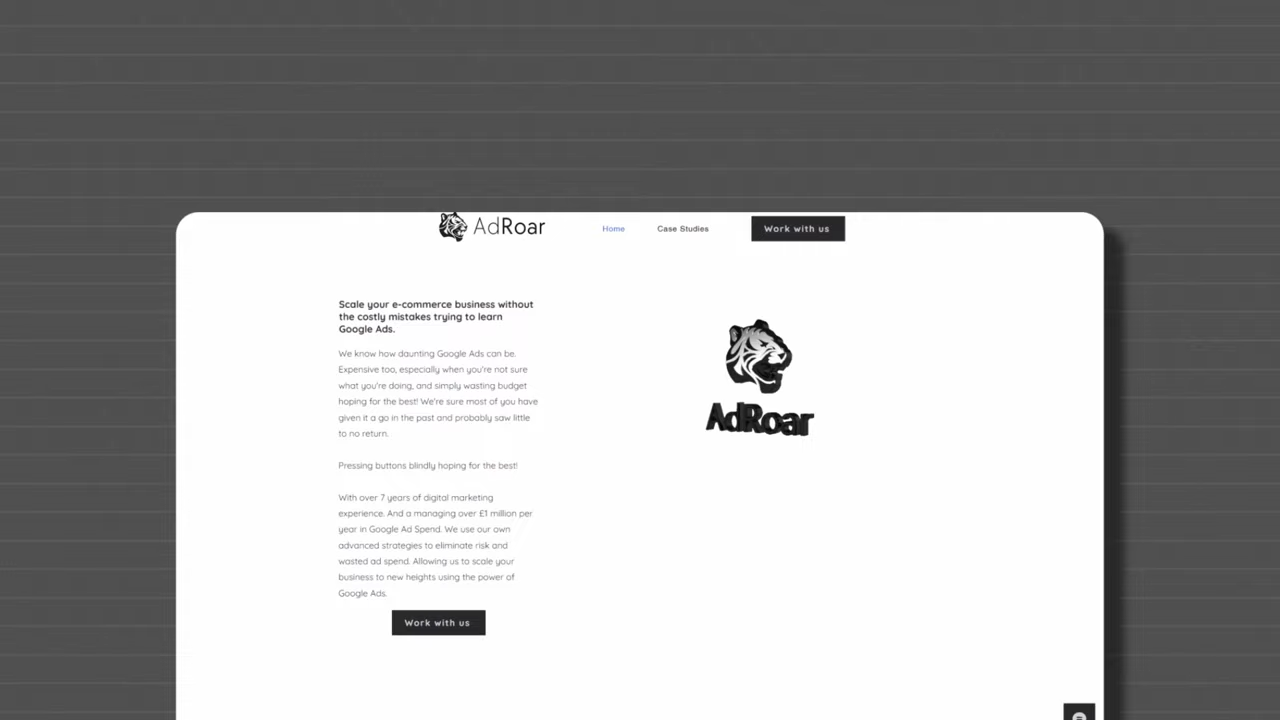 AdRoar
Home
Case Studies
Work with us
Scale your e-commerce business without
the costly mistakes trying to learn
Google Ads.
We know how daunting Google Ads can be.
Expensive too, especially when you're not sure
what you're doing, and simply wasting budget
hoping for the best! We're sure most of you have
given it a go in the past and probably saw little
to no return.
Pressing buttons blindly hoping for the best!
With over 7 years of digital marketing
experience. And a managing over £1 million per
year in Google Ad Spend. We use our own
advanced strategies to eliminate risk and
wasted ad spend. Allowing us to scale your
business to new heights using the power of
Google Ads.
Work with us
AdRoar